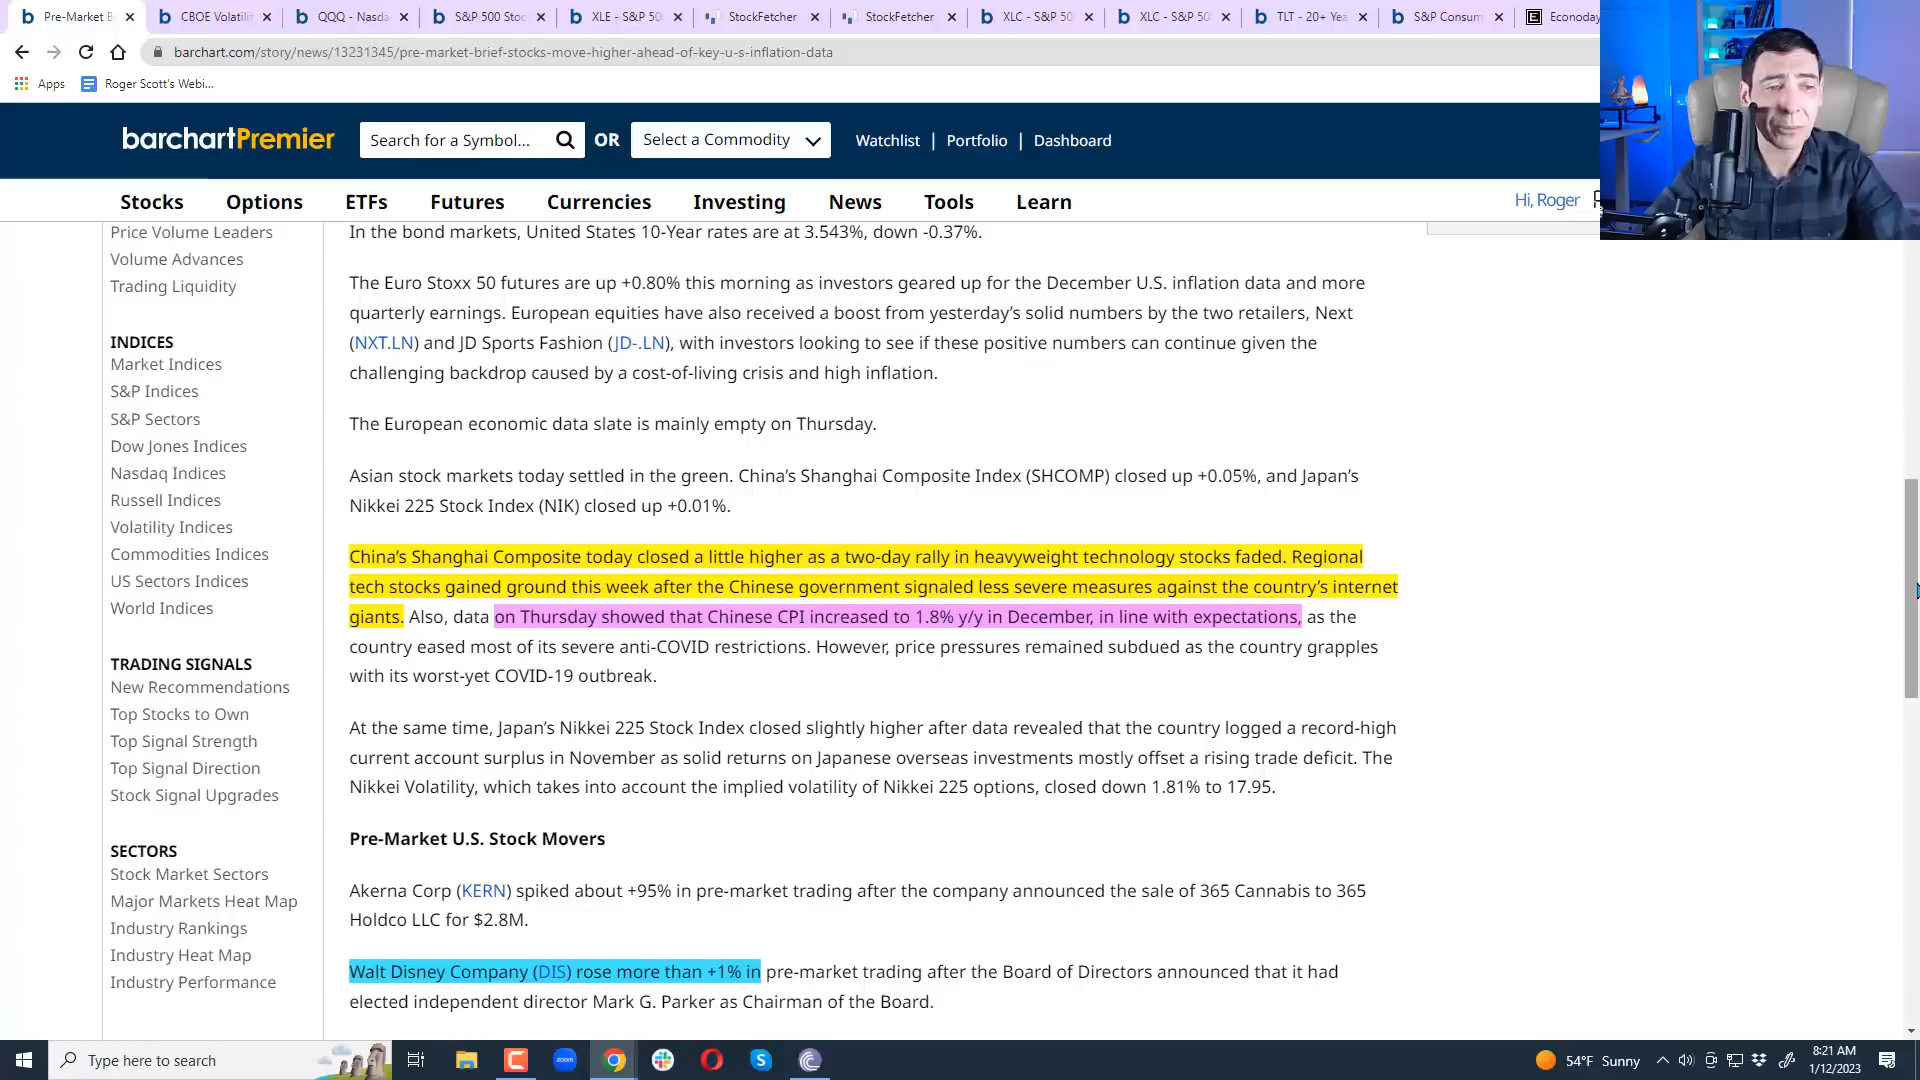 Pre-Market B
CBOE Volatili
QQQ - Nasda
S&P 500 Stoc
XLE - S&P 50
StockFetcher
StockFetcher
XLC - S&P 50
XLC - S&P 50
TLT - 20+ Yea
S&P Consum
Econoday
barchart.com/story/news/13231345/pre-market-brief-stocks-move-higher-ahead-of-key-u-s-inflation-data
Apps
Roger Scott's Webi...
barchartPremier
Search for a Symbol...
OR
Select a Commodity
Watchlist | Portfolio | Dashboard
Stocks Options ETFs Futures Currencies Investing News Tools Learn
Hi, Roger
Price Volume Leaders
Volume Advances
Trading Liquidity
INDICES
Market Indices
S&P Indices
S&P Sectors
Dow Jones Indices
Nasdaq Indices
Russell Indices
Volatility Indices
Commodities Indices
US Sectors Indices
World Indices
TRADING SIGNALS
New Recommendations
Top Stocks to Own
Top Signal Strength
Top Signal Direction
Stock Signal Upgrades
SECTORS
Stock Market Sectors
Major Markets Heat Map
Industry Rankings
Industry Heat Map
Industry Performance
In the bond markets, United States 10-Year rates are at 3.543%, down -0.37%.
The Euro Stoxx 50 futures are up +0.80% this morning as investors geared up for the December U.S. inflation data and more
quarterly earnings. European equities have also received a boost from yesterday's solid numbers by the two retailers, Next
(NXT.LN) and JD Sports Fashion (JD-.LN), with investors looking to see if these positive numbers can continue given the
challenging backdrop caused by a cost-of-living crisis and high inflation.
The European economic data slate is mainly empty on Thursday.
Asian stock markets today settled in the green. China's Shanghai Composite Index (SHCOMP) closed up +0.05%, and Japan's
Nikkei 225 Stock Index (NIK) closed up +0.01%.
China's Shanghai Composite today closed a little higher as a two-day rally in heavyweight technology stocks faded. Regional
tech stocks gained ground this week after the Chinese government signaled less severe measures against the country's internet
giants. Also, data on Thursday showed that Chinese CPI increased to 1.8% y/y in December, in line with expectations, as the
country eased most of its severe anti-COVID restrictions. However, price pressures remained subdued as the country grapples
with its worst-yet COVID-19 outbreak.
At the same time, Japan's Nikkei 225 Stock Index closed slightly higher after data revealed that the country logged a record-high
current account surplus in November as solid returns on Japanese overseas investments mostly offset a rising trade deficit. The
Nikkei Volatility, which takes into account the implied volatility of Nikkei 225 options, closed down 1.81% to 17.95.
Pre-Market U.S. Stock Movers
Akerna Corp (KERN) spiked about +95% in pre-market trading after the company announced the sale of 365 Cannabis to 365
Holdco LLC for $2.8M.
Walt Disney Company (DIS) rose more than +1% in pre-market trading after the Board of Directors announced that it had
elected independent director Mark G. Parker as Chairman of the Board.
Type here to search
zoom
54°F Sunny
8:21 AM
1/12/2023